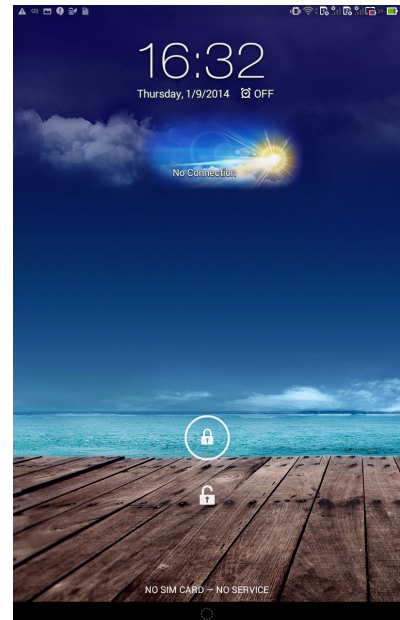 16:32
Thursday, 1/9/2014 OFF
No Connection
NO SIM CARD — NO SERVICE